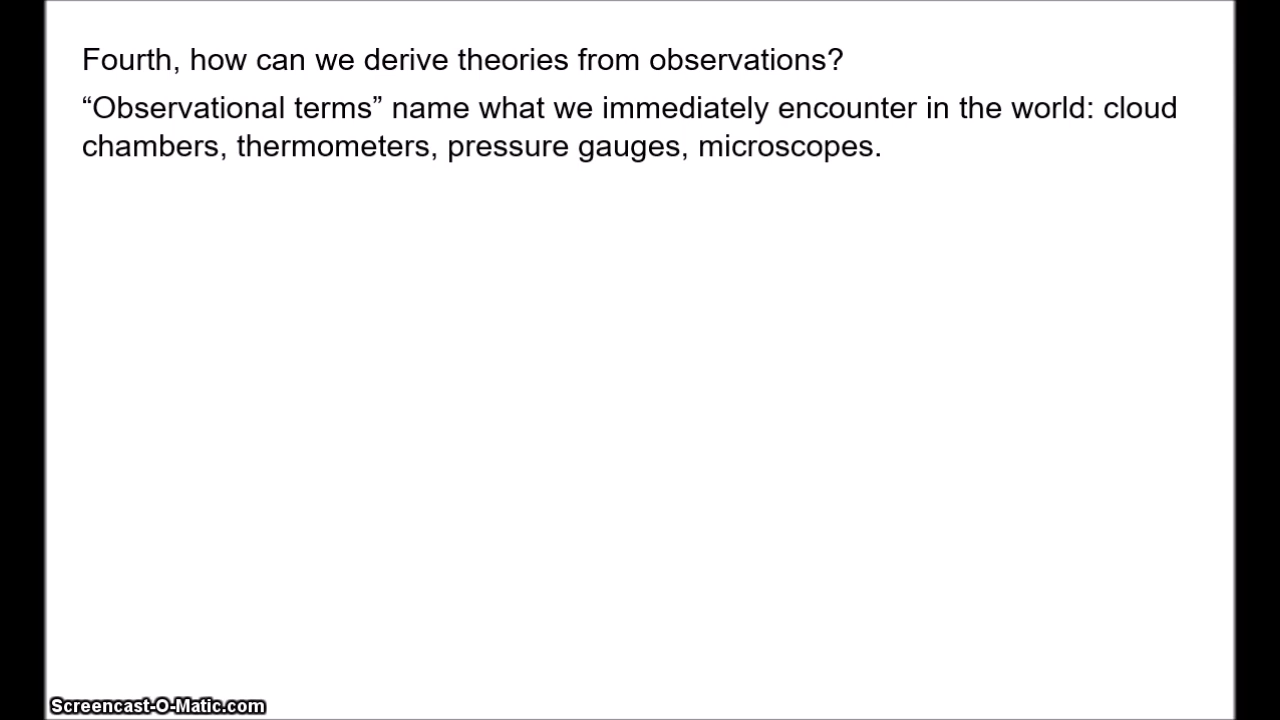 Fourth, how can we derive theories from observations?
“Observational terms” name what we immediately encounter in the world: cloud
chambers, thermometers, pressure gauges, microscopes.
Screencast-O-Matic.com